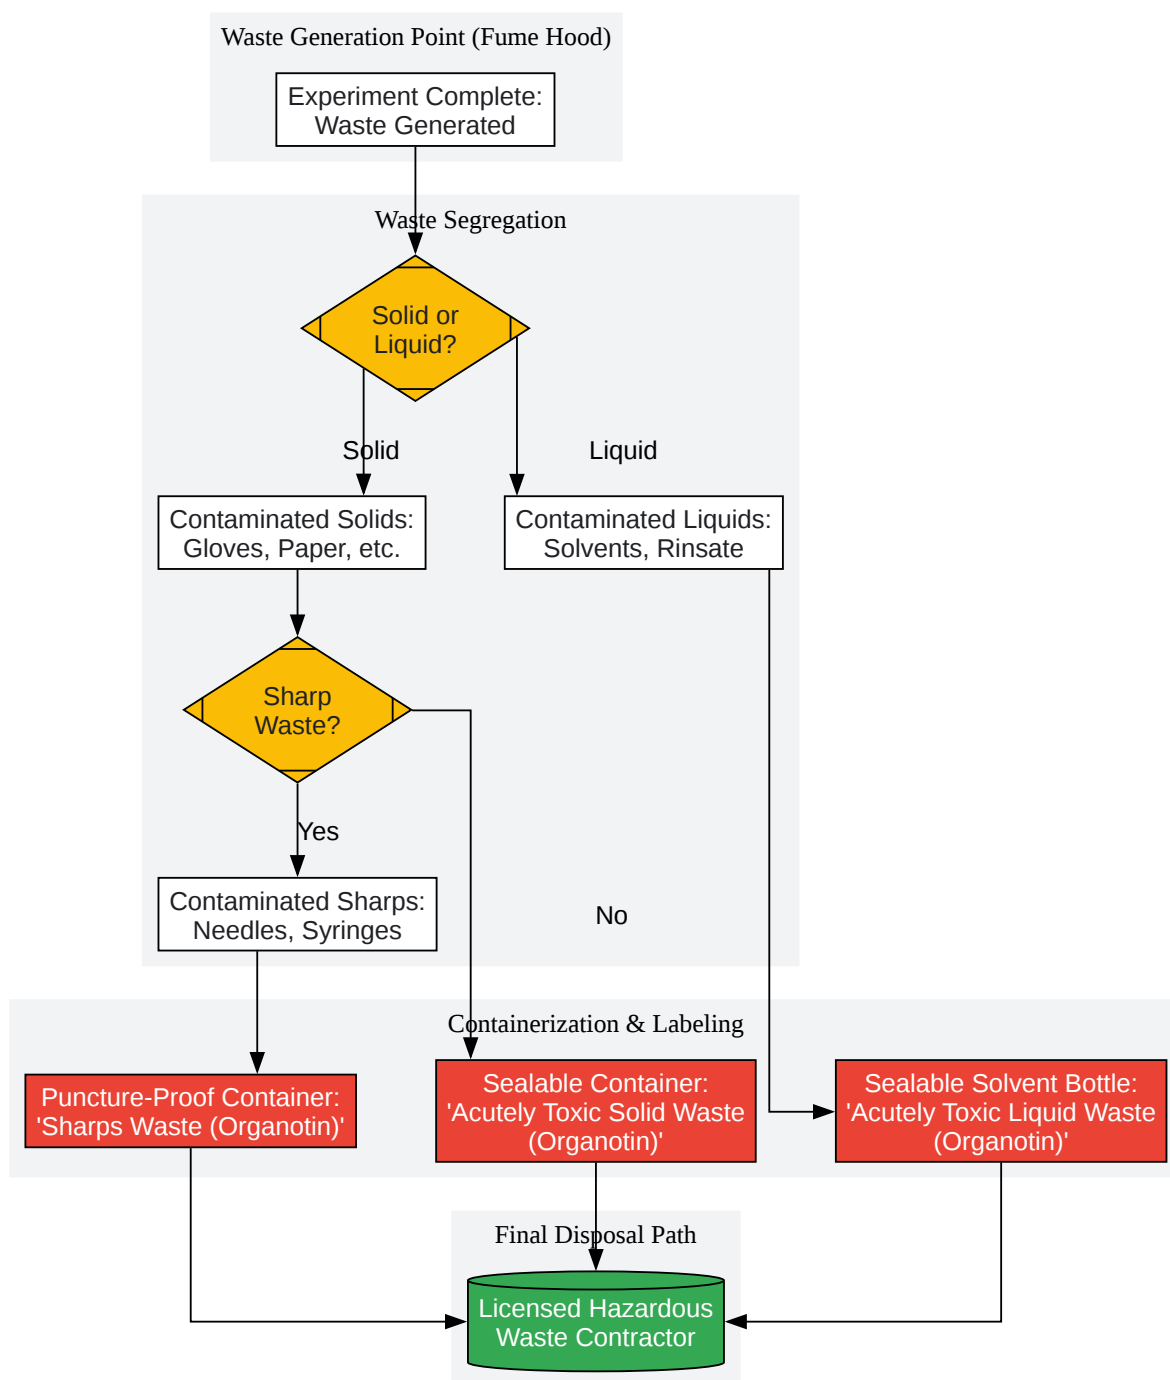 Waste Generation Point (Fume Hood)
Experiment Complete:
Waste Generated
Waste Segregation
Solid or
Liquid?
Solid
Liquid
Contaminated Solids:
Gloves, Paper, etc.
Contaminated Liquids:
Solvents, Rinsate
Sharp
Waste?
Yes
Contaminated Sharps:
Needles, Syringes
No
Containerization & Labeling
Puncture-Proof Container:
'Sharps Waste (Organotin)'
Sealable Container:
'Acutely Toxic Solid Waste
(Organotin)'
Sealable Solvent Bottle:
'Acutely Toxic Liquid Waste
(Organotin)'
Final Disposal Path
Licensed Hazardous
Waste Contractor